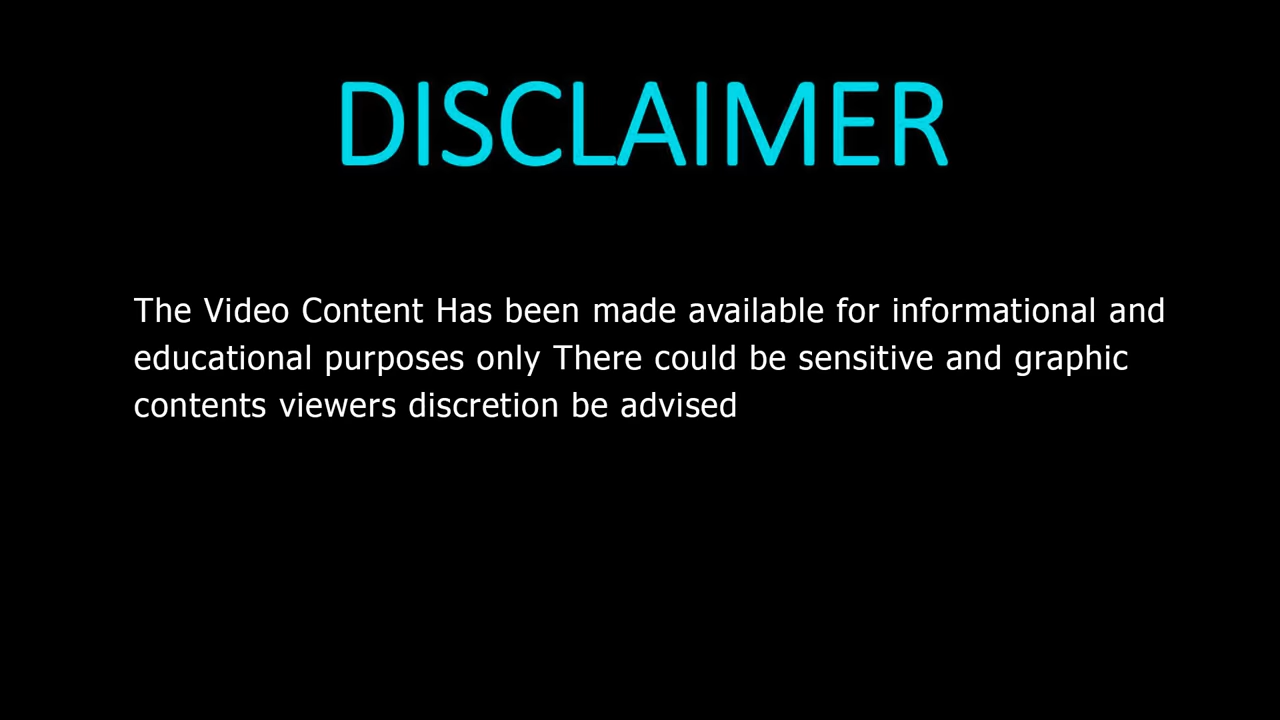 DISCLAIMER
The Video Content Has been made available for informational and
educational purposes only There could be sensitive and graphic
contents viewers discretion be advised